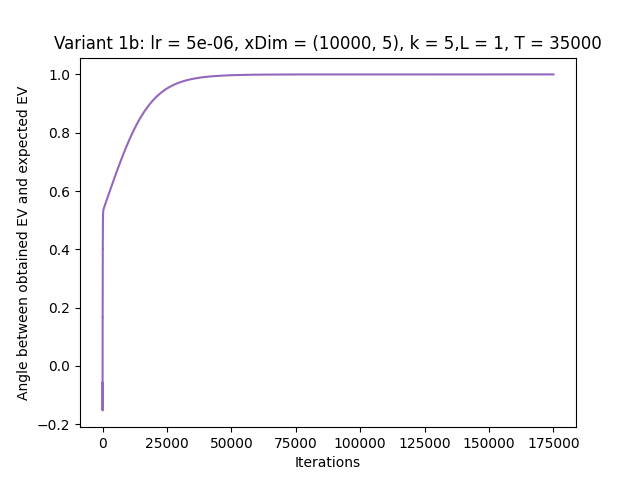 Variant 1b: lr = 5e-06, xDim = (10000, 5), k = 5,L = 1, T = 35000
Angle between obtained EV and expected EV
1.0
0.8
0.6
0.4
0.2
0.0
−0.2
0 25000 50000 75000 100000 125000 150000 175000
Iterations